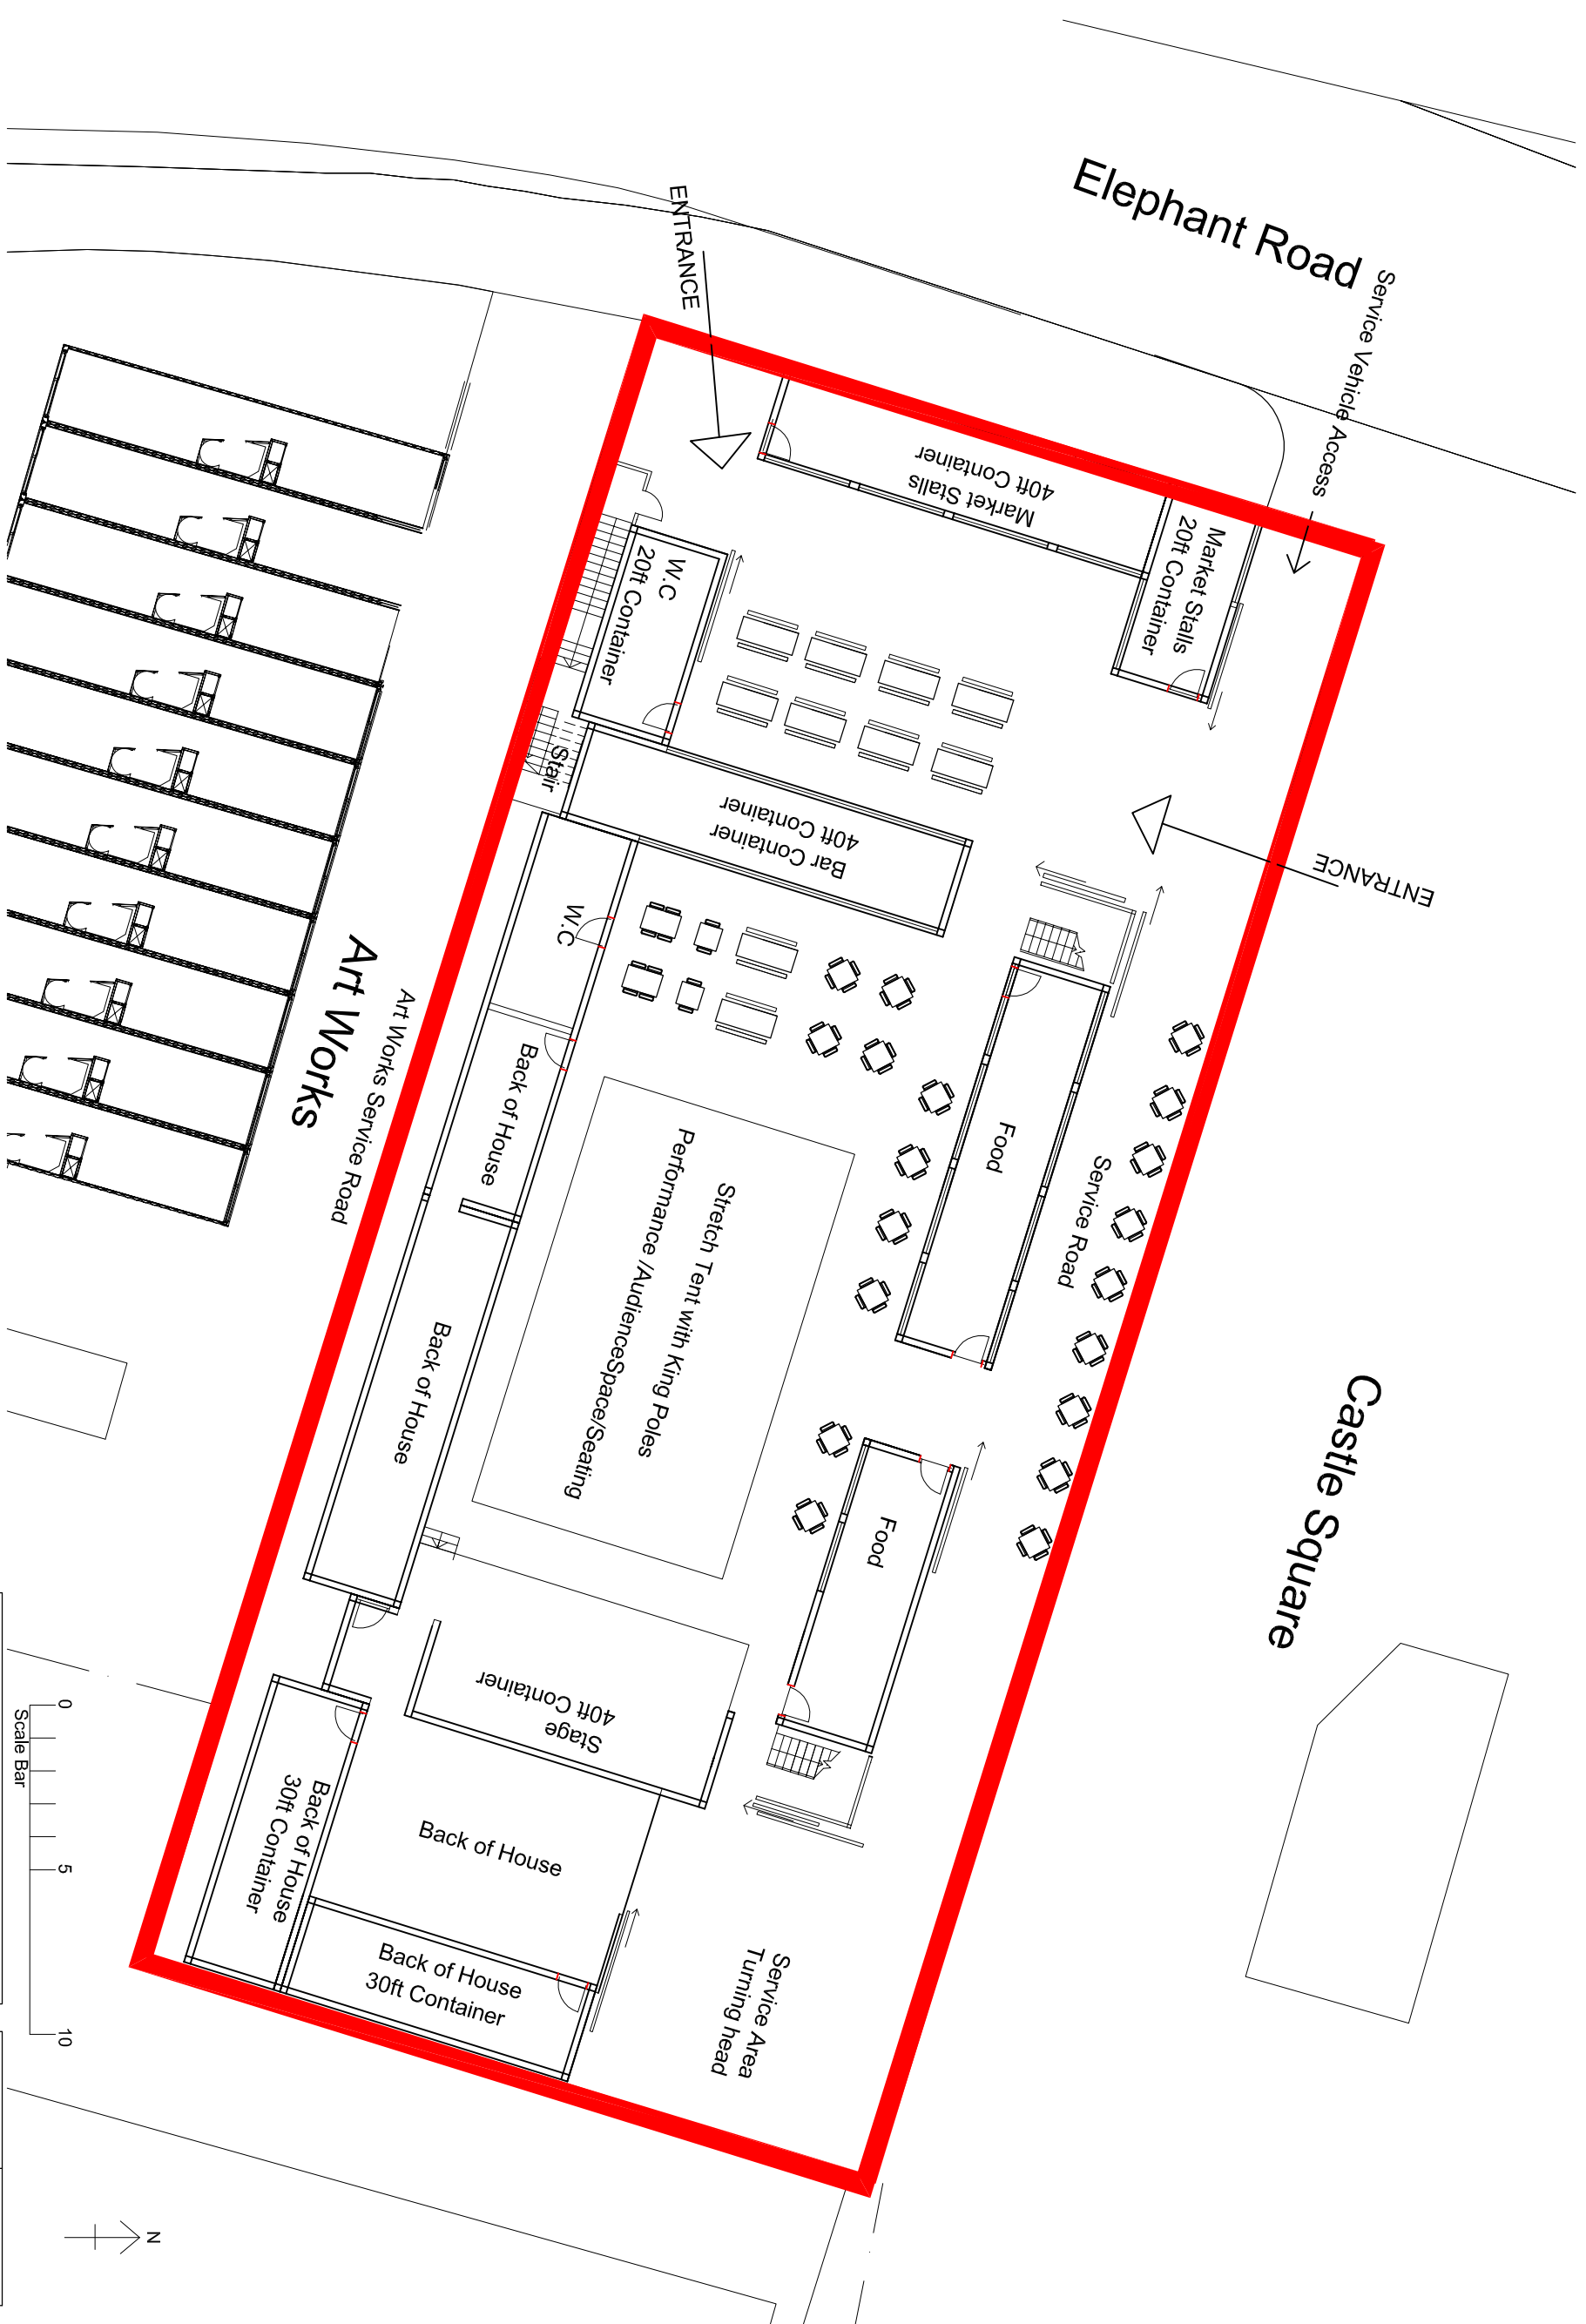 Elephant Road
Service Vehicle Access
ENTRANCE
Market Stalls
40ft Container
Market Stalls
20ft Container
W.C
20ft Container
Stair
Bar Container
40ft Container
ENTRANCE
W.C
Back of House
Food
Service Road
Art Works
Art Works Service Road
Stretch Tent with King Poles
Performance /AudienceSpace/Seating
Back of House
Castle Square
Food
Stage
40ft Container
Back of House
30ft Container
Back of House
Back of House
30ft Container
Service Area
Turning head
0
5
10
Scale Bar
N